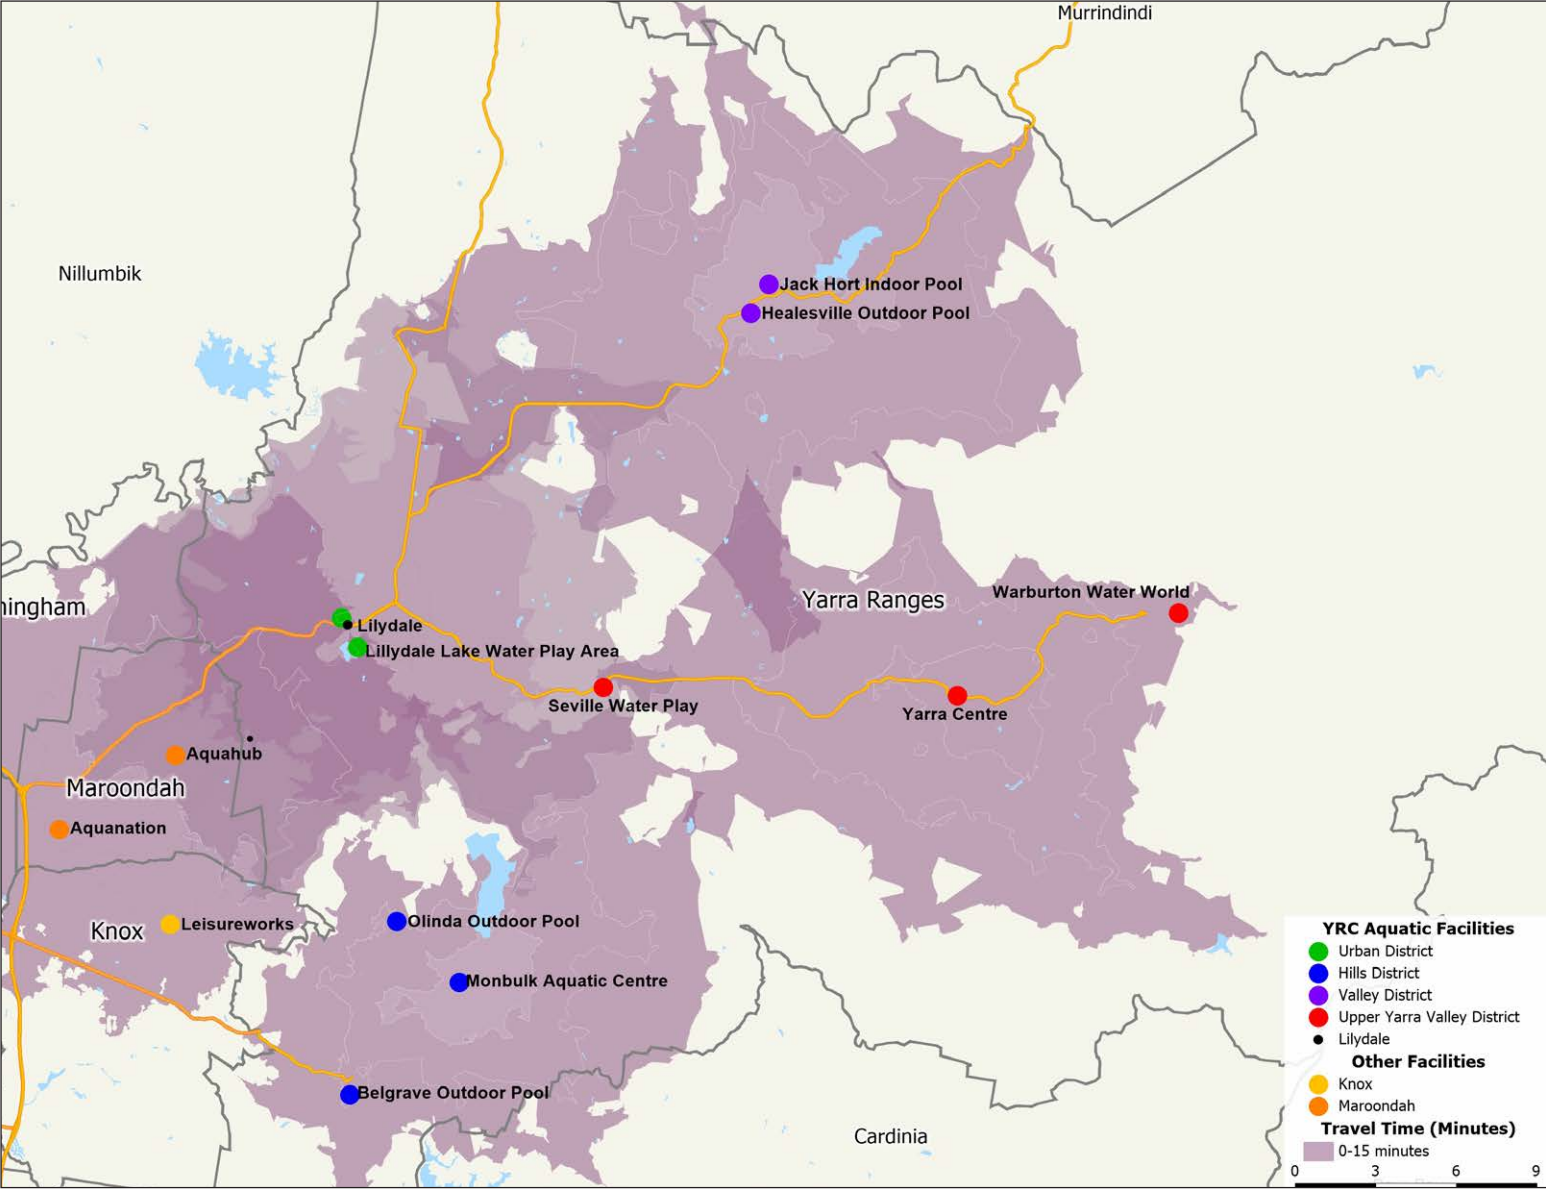 Murrindindi
Nillumbik
Jack Hort Indoor Pool
Healesville Outdoor Pool
Warburton Water World
Yarra Ranges
ningham
Lilydale
Lillydale Lake Water Play Area
Seville Water Play
Yarra Centre
Aquahub
Maroondah
Aquanation
Olinda Outdoor Pool
Leisureworks
Knox
Monbulk Aquatic Centre
Belgrave Outdoor Pool
Cardinia
YRC Aquatic Facilities
Urban District
Hills District
Valley District
Upper Yarra Valley District
Lilydale
Other Facilities
Knox
Maroondah
Travel Time (Minutes)
0-15 minutes
0 3 6 9